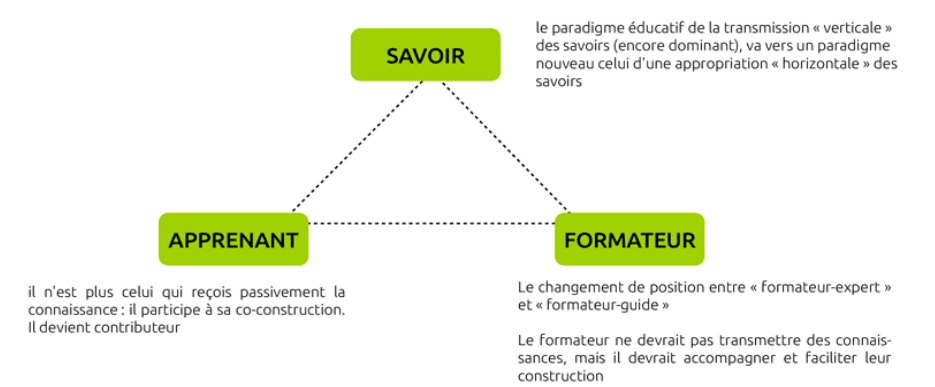 SAVOIR
le paradigme éducatif de la transmission « verticale »
des savoirs (encore dominant), va vers un paradigme
nouveau celui d'une appropriation « horizontale » des
savoirs
APPRENANT
il n'est plus celui qui reçois passivement la
connaissance : il participe à sa co-construction.
Il devient contributeur
FORMATEUR
Le changement de position entre « formateur-expert »
et « formateur-guide »
Le formateur ne devrait pas transmettre des connais-
sances, mais il devrait accompagner et faciliter leur
construction